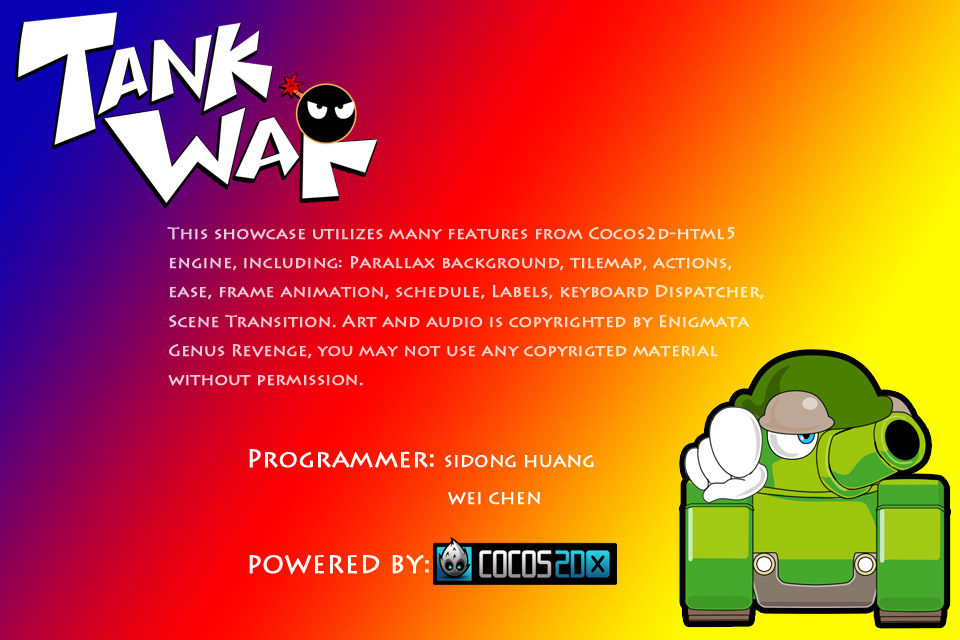 TANK
WAR
This showcase utilizes many features from Cocos2d-html5
engine, including: Parallax background, tilemap, actions,
ease, frame animation, schedule, Labels, keyboard Dispatcher,
Scene Transition. Art and audio is copyrighted by Enigmata
Genus Revenge, you may not use any copyrigted material
without permission.
Programmer: sidong huang
wei chen
powered by: COCOS2DX